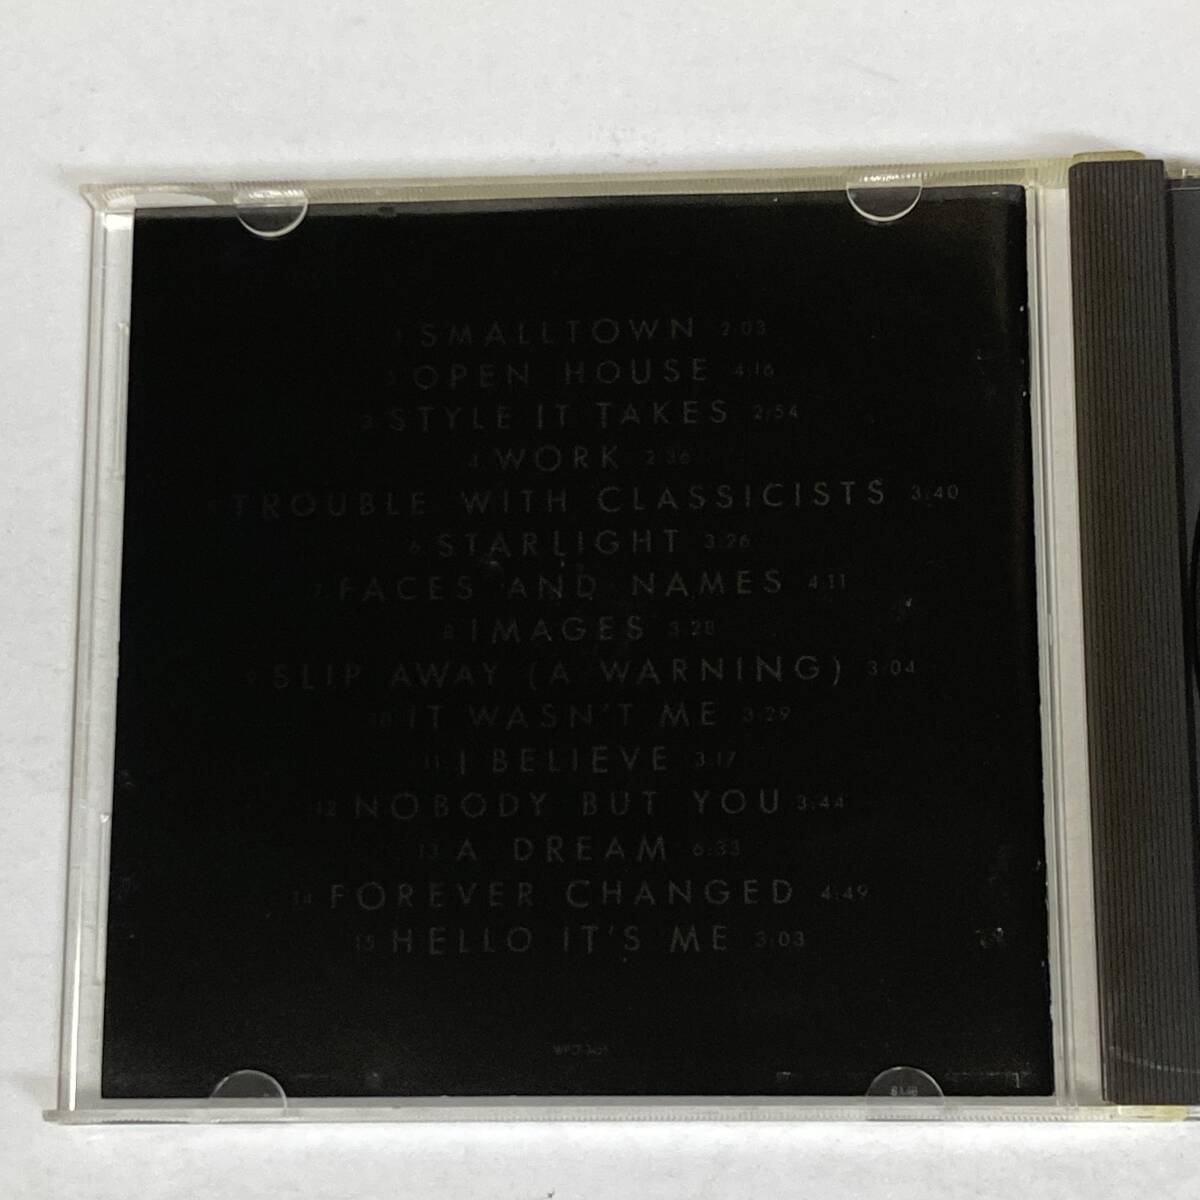 1 SMALLTOWN 2:03
OPEN HOUSE 4:16
3 STYLE IT TAKES 2:54
4 WORK 2:36
TROUBLE WITH CLASSICISTS 3:40
6 STARLIGHT 3:26
7 FACES AND NAMES 4:11
8 IMAGES 3:28
9 SLIP AWAY (A WARNING) 3:04
10 IT WASN'T ME 3:29
11 I BELIEVE 3:17
12 NOBODY BUT YOU 3:44
13 A DREAM 6:33
14 FOREVER CHANGED 4:49
15 HELLO IT'S ME 3:03